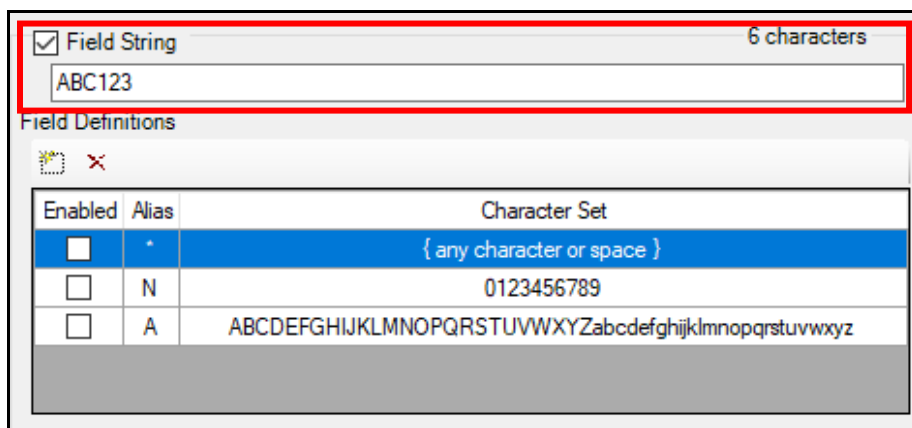 Field String 6 characters
ABC123
Field Definitions
Enabled Alias Character Set
* { any character or space }
N 0123456789
A ABCDEFGHIJKLMNOPQRSTUVWXYZabcdefghijklmnopqrstuvwxyz